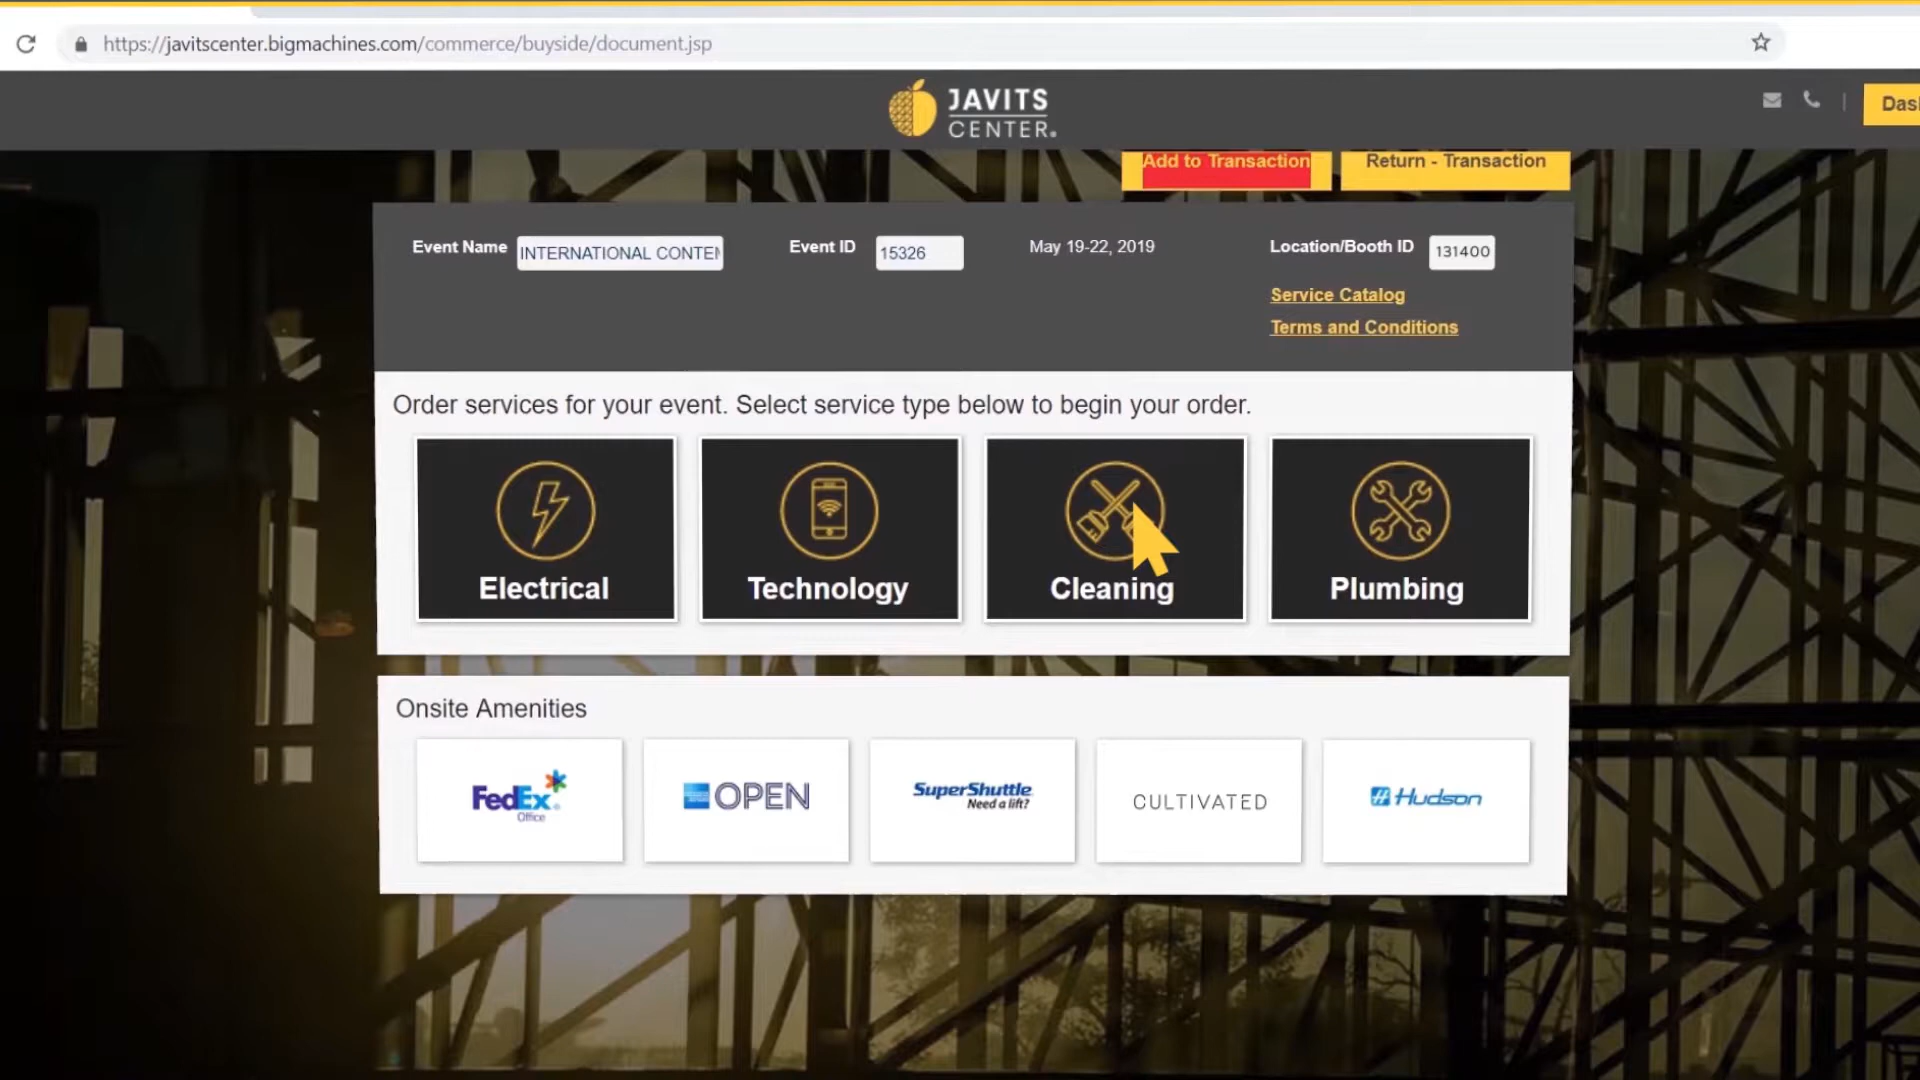 https://javitscenter.bigmachines.com/commerce/buyside/document.jsp
JAVITS
CENTER®
Add to Transaction
Return - Transaction
Event Name INTERNATIONAL CONTEM
Event ID 15326
May 19-22, 2019
Location/Booth ID 131400
Service Catalog
Terms and Conditions
Order services for your event. Select service type below to begin your order.
Electrical
Technology
Cleaning
Plumbing
Onsite Amenities
FedEx®
Office
OPEN
SuperShuttle
Need a lift?
CULTIVATED
Hudson